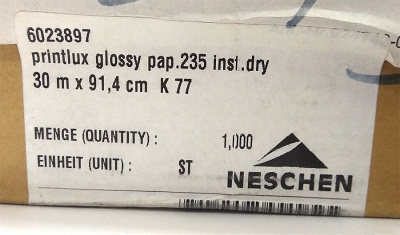 6023897
printlux glossy pap.235 inst.dry
30 m x 91,4 cm K 77
MENGE (QUANTITY) : 1,000
EINHEIT (UNIT) : ST
NESCHEN